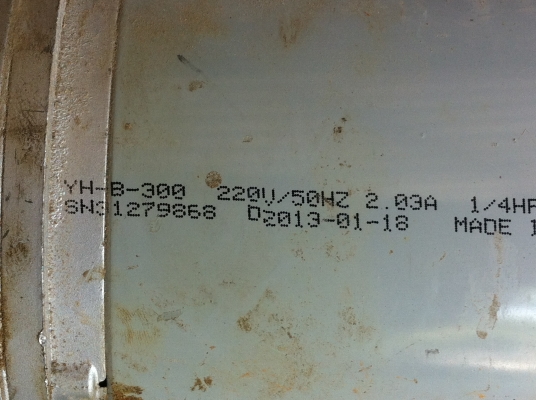 YH-B-300 220V/50HZ 2.03A 1/4HP
SN31279868 D2013-01-18 MADE